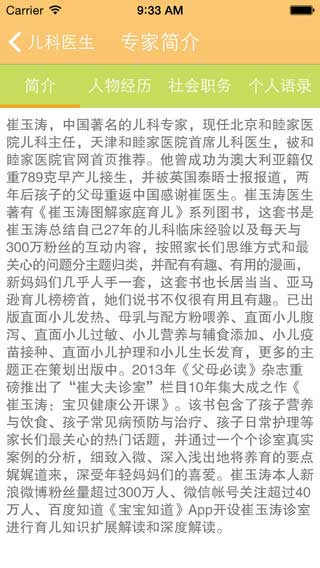 Carrier 9:33 AM
儿科医生 专家简介
简介 人物经历 社会职务 个人语录
崔玉涛，中国著名的儿科专家，现任北京和睦家医
院儿科主任，天津和睦家医院首席儿科医生，被和
睦家医院官网首页推荐。他曾成功为澳大利亚籍仅
重789克早产儿接生，并被英国泰晤士报报道，两
年后孩子的父母重返中国感谢崔医生。崔玉涛医生
著有《崔玉涛图解家庭育儿》系列图书，这套书是
崔玉涛总结自己27年的儿科临床经验以及每天与
300万粉丝的互动内容，按照家长们思维方式和最
关心的问题分主题归类，并配有有趣、有用的漫画，
新妈妈们几乎人手一套，这套书也长居当当、亚马
逊育儿榜榜首，她们说书不仅很有用且有趣。已出
版直面小儿发热、母乳与配方粉喂养、直面小儿腹
泻、直面小儿过敏、小儿营养与辅食添加、小儿疫
苗接种、直面小儿护理和小儿生长发育，更多的主
题正在策划出版中。2013年《父母必读》杂志重
磅推出了“崔大夫诊室”栏目10年集大成之作《
崔玉涛：宝贝健康公开课》。该书包含了孩子营养
与饮食、孩子常见病预防与治疗、孩子日常护理等
家长们最关心的热门话题，并通过一个个诊室真实
案例的分析，细致入微、深入浅出地将养育的要点
娓娓道来，深受年轻妈妈们的喜爱。崔玉涛本人新
浪微博粉丝量超过300万人、微信帐号关注超过40
万人、百度知道《宝宝知道》App开设崔玉涛诊室
进行育儿知识扩展解读和深度解读。